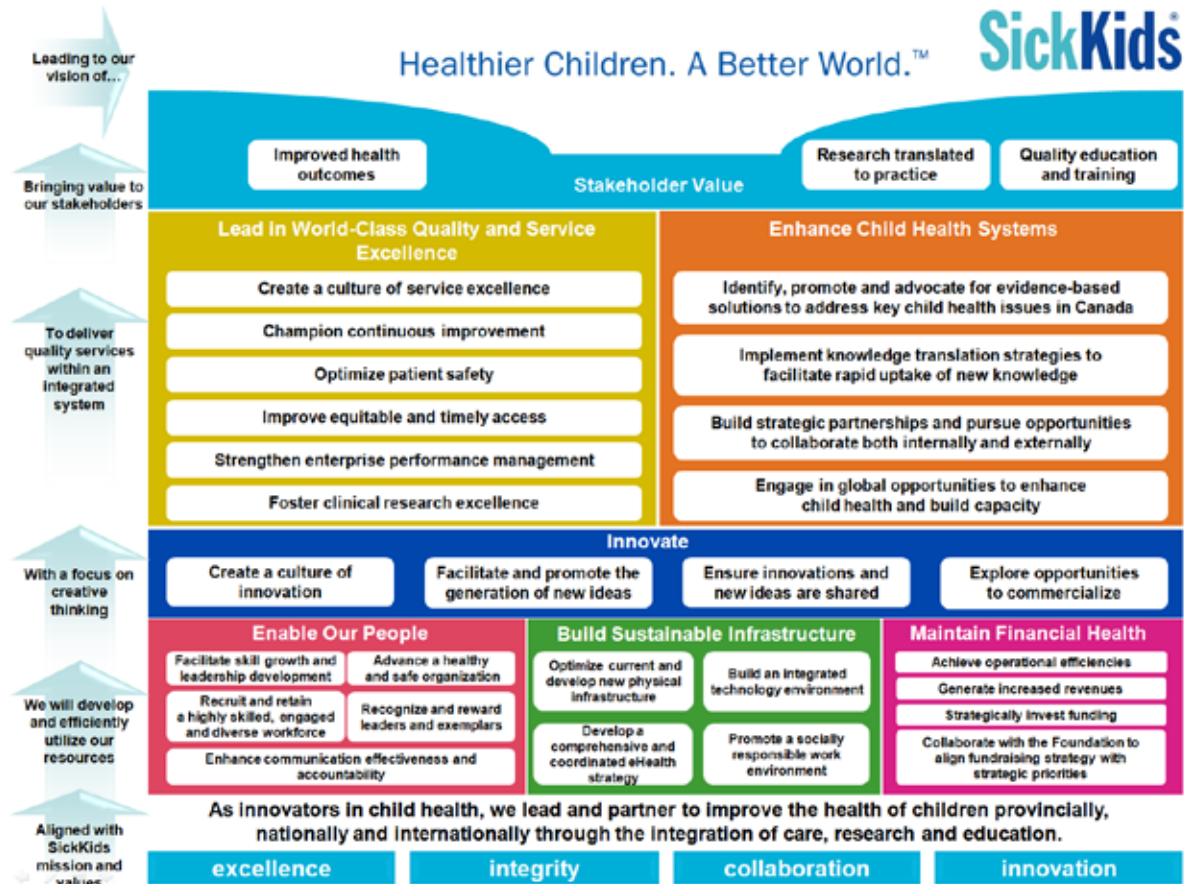 Leading to our
vision of...
Healthier Children. A Better World.™
SickKids®
Bringing value to
our stakeholders
Improved health
outcomes
Stakeholder Value
Research translated
to practice
Quality education
and training
To deliver
quality services
within an
integrated
system
Lead in World-Class Quality and Service
Excellence
Create a culture of service excellence
Champion continuous improvement
Optimize patient safety
Improve equitable and timely access
Strengthen enterprise performance management
Foster clinical research excellence
Enhance Child Health Systems
Identify, promote and advocate for evidence-based
solutions to address key child health issues in Canada
Implement knowledge translation strategies to
facilitate rapid uptake of new knowledge
Build strategic partnerships and pursue opportunities
to collaborate both internally and externally
Engage in global opportunities to enhance
child health and build capacity
With a focus on
creative
thinking
Innovate
Create a culture of
innovation
Facilitate and promote the
generation of new ideas
Ensure innovations and
new ideas are shared
Explore opportunities
to commercialize
We will develop
and efficiently
utilize our
resources
Enable Our People
Facilitate skill growth and
leadership development
Advance a healthy
and safe organization
Recruit and retain
a highly skilled, engaged
and diverse workforce
Recognize and reward
leaders and exemplars
Enhance communication effectiveness and
accountability
Build Sustainable Infrastructure
Optimize current and
develop new physical
infrastructure
Build an integrated
technology environment
Develop a
comprehensive and
coordinated eHealth
strategy
Promote a socially
responsible work
environment
Maintain Financial Health
Achieve operational efficiencies
Generate increased revenues
Strategically invest funding
Collaborate with the Foundation to
align fundraising strategy with
strategic priorities
Aligned with
SickKids
mission and
values
As innovators in child health, we lead and partner to improve the health of children provincially,
nationally and internationally through the integration of care, research and education.
excellence
integrity
collaboration
innovation